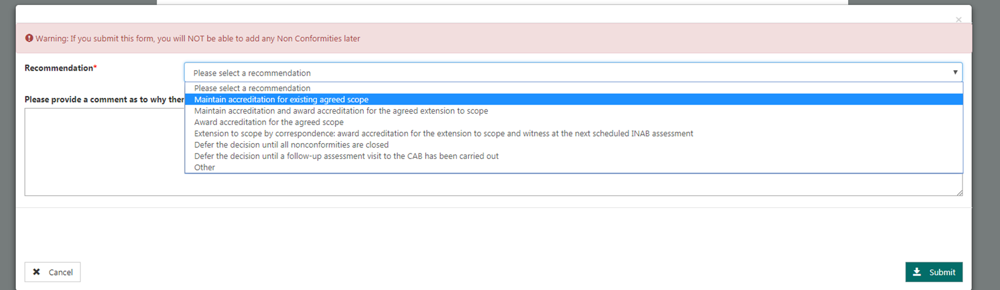 ×
Warning: If you submit this form, you will NOT be able to add any Non Conformities later
Recommendation*
Please select a recommendation
Please select a recommendation
Please provide a comment as to why
Maintain accreditation for existing agreed scope
Maintain accreditation and award accreditation for the agreed extension to scope
Award accreditation for the agreed scope
Extension to scope by correspondence: award accreditation for the extension to scope and witness at the next scheduled INAB assessment
Defer the decision until all nonconformities are closed
Defer the decision until a follow-up assessment visit to the CAB has been carried out
Other
Cancel
Submit